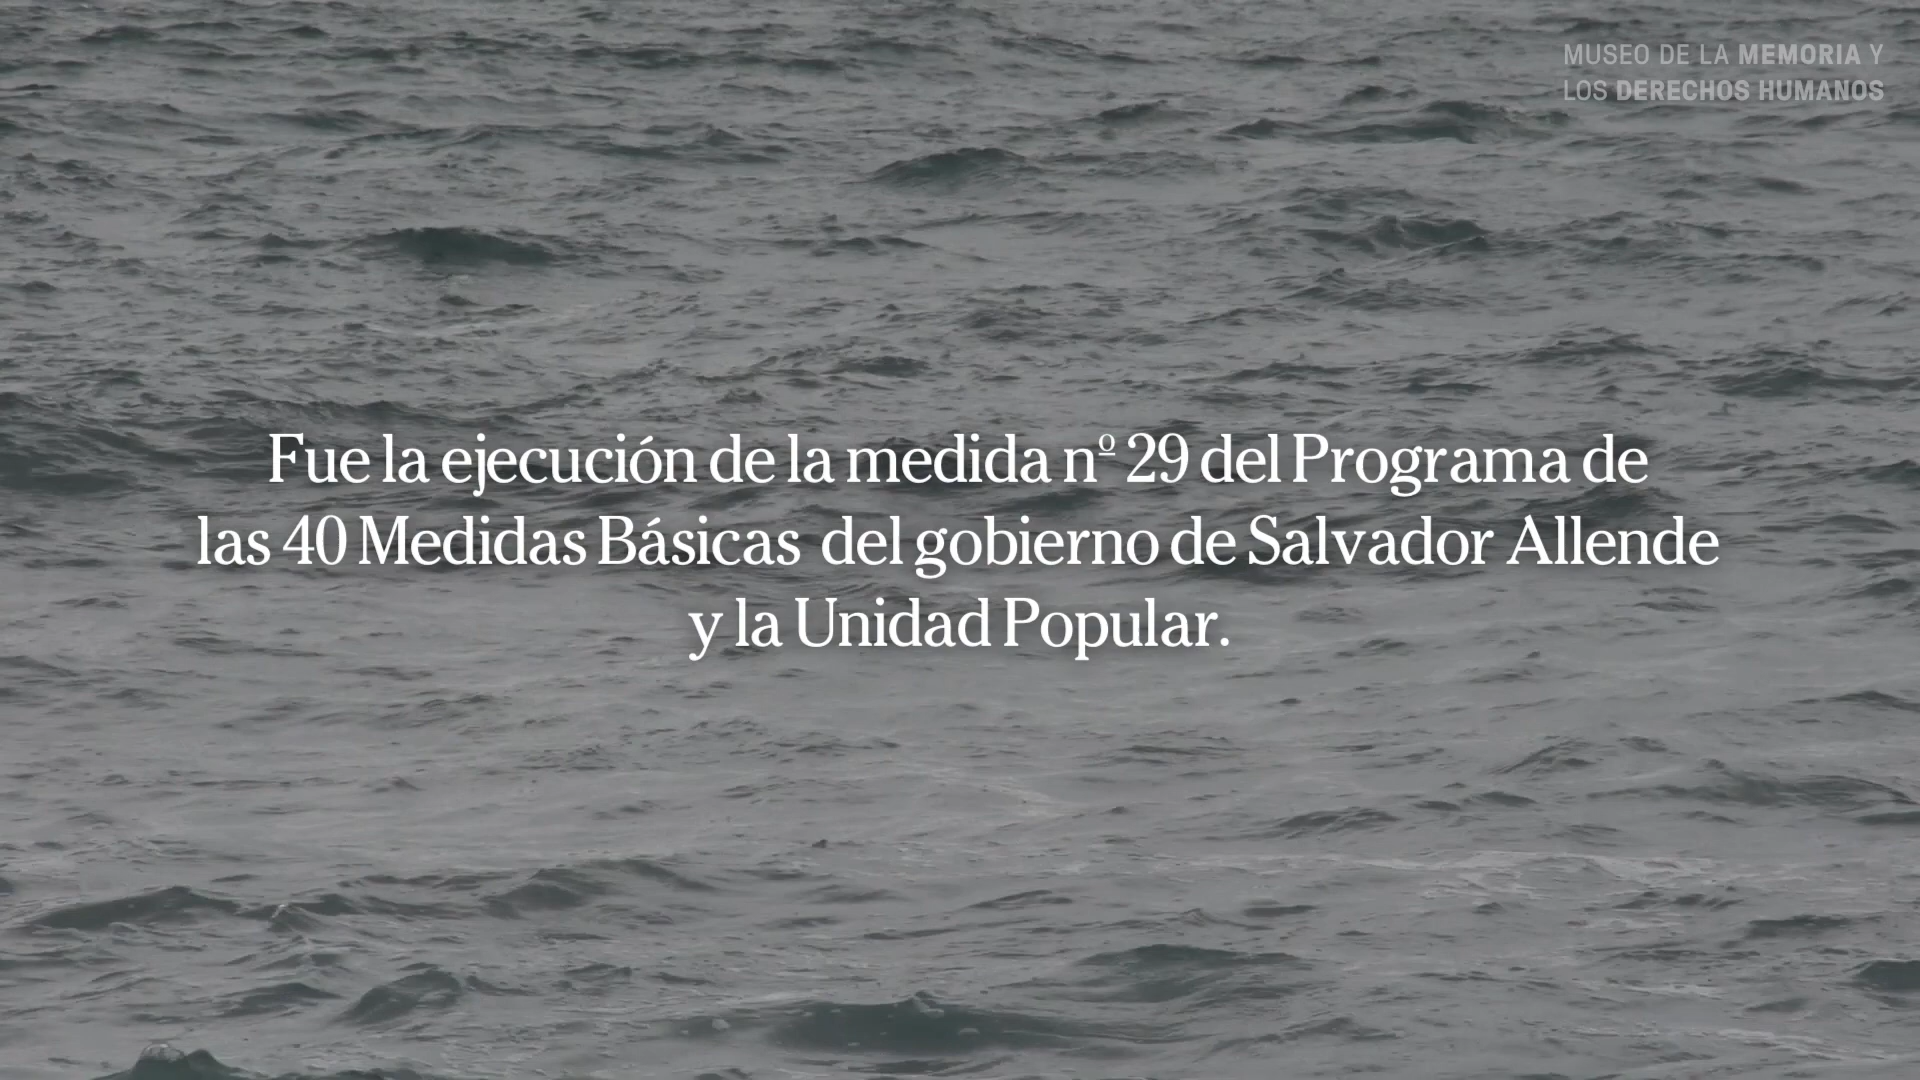 MUSEO DE LA MEMORIA Y
LOS DERECHOS HUMANOS
Fue la ejecución de la medida nº 29 del Programa de
las 40 Medidas Básicas del gobierno de Salvador Allende
y la Unidad Popular.